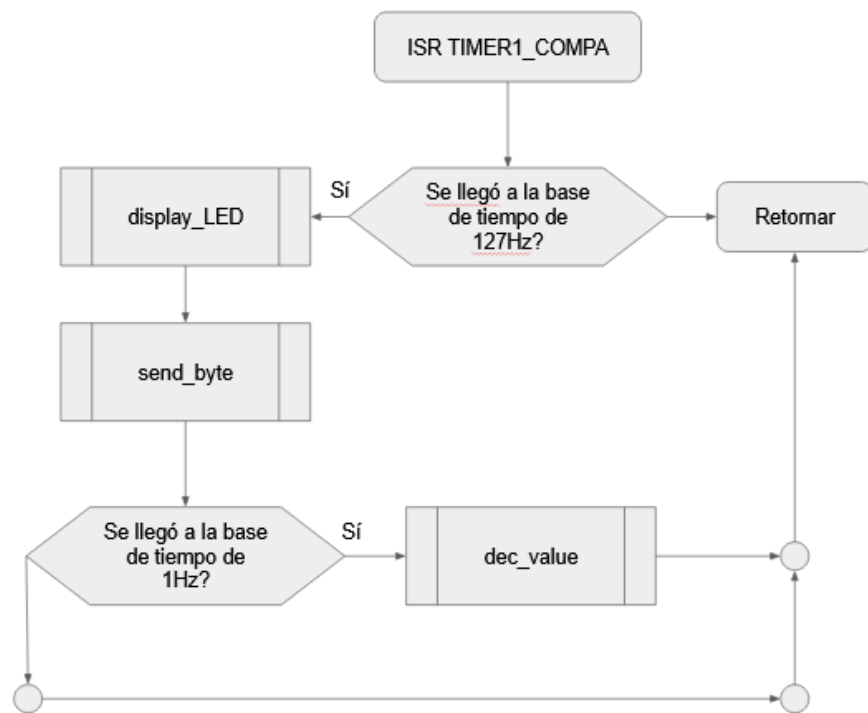 ISR TIMER1_COMPA
Sí
Se llegó a la base
de tiempo de
127Hz?
display_LED
Retornar
send_byte
Se llegó a la base
de tiempo de
1Hz?
Sí
dec_value